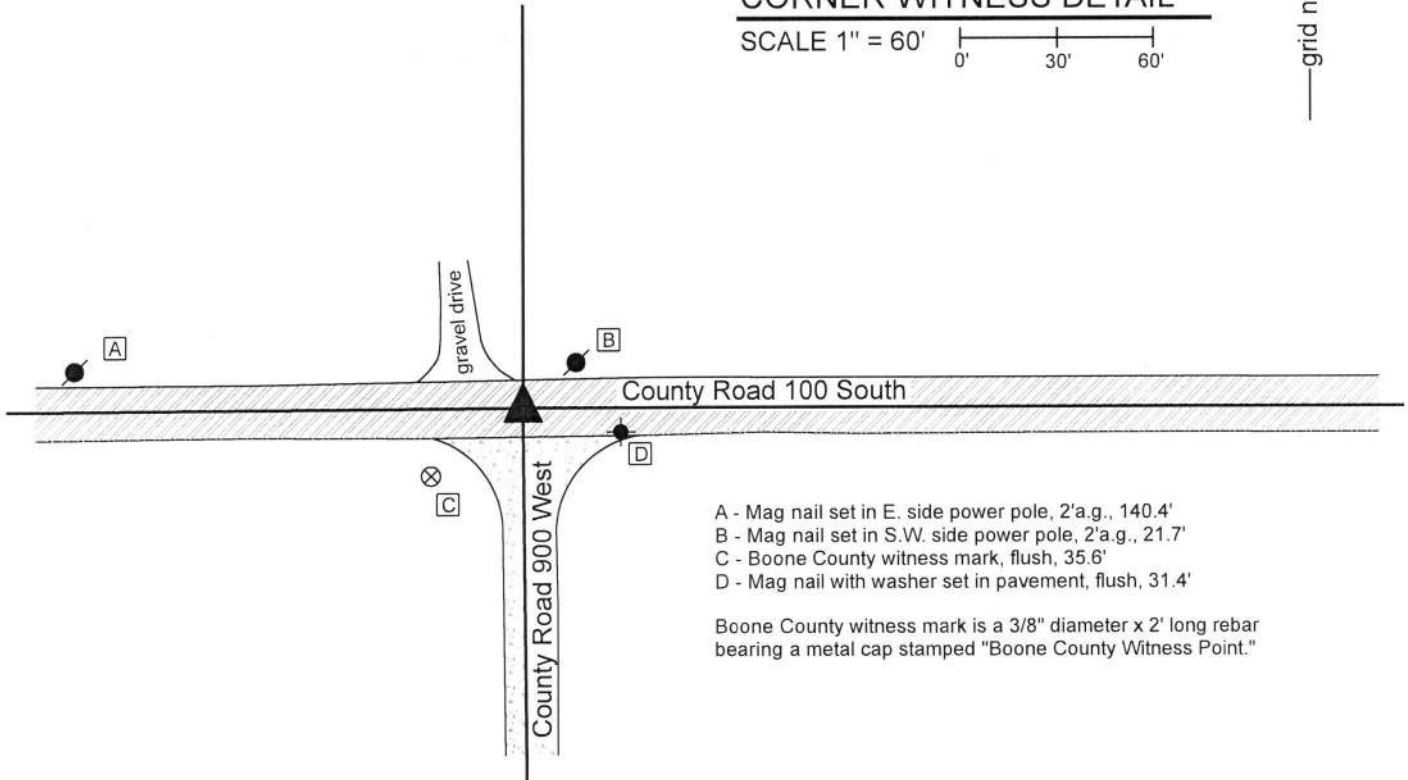 CORNER WITNESS DETAIL
SCALE 1" = 60'
0' 30' 60'
grid n
gravel drive
A
B
County Road 100 South
D
C
County Road 900 West
A - Mag nail set in E. side power pole, 2'a.g., 140.4'
B - Mag nail set in S.W. side power pole, 2'a.g., 21.7'
C - Boone County witness mark, flush, 35.6'
D - Mag nail with washer set in pavement, flush, 31.4'
Boone County witness mark is a 3/8" diameter x 2' long rebar
bearing a metal cap stamped "Boone County Witness Point."